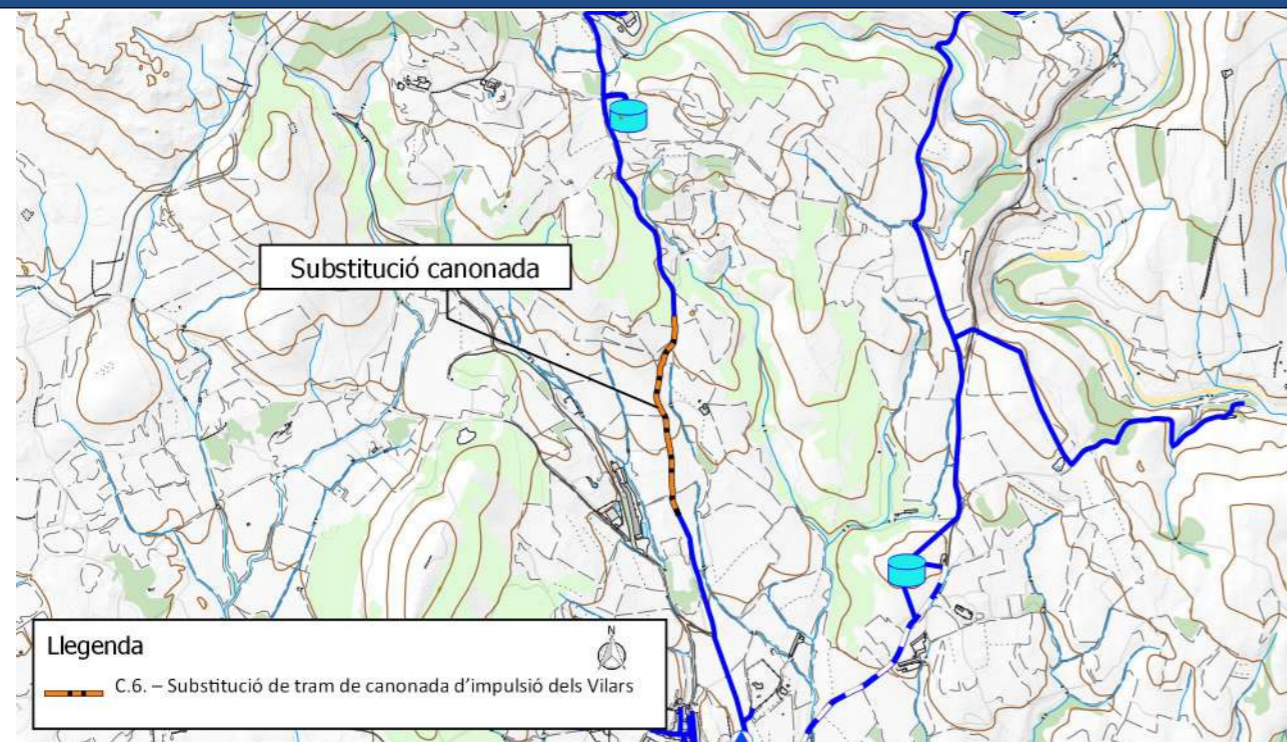 Substitució canonada
Llegenda
N
C.6. – Substitució de tram de canonada d’impulsió dels Vilars